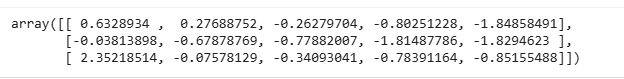 array([[ 0.6328934 ,  0.27688752, -0.26279704, -0.80251228, -1.84858491],
       [-0.03813898, -0.67878769, -0.77882007, -1.81487786, -1.8294623 ],
       [ 2.35218514, -0.07578129, -0.34093041, -0.78391164, -0.85155488]])